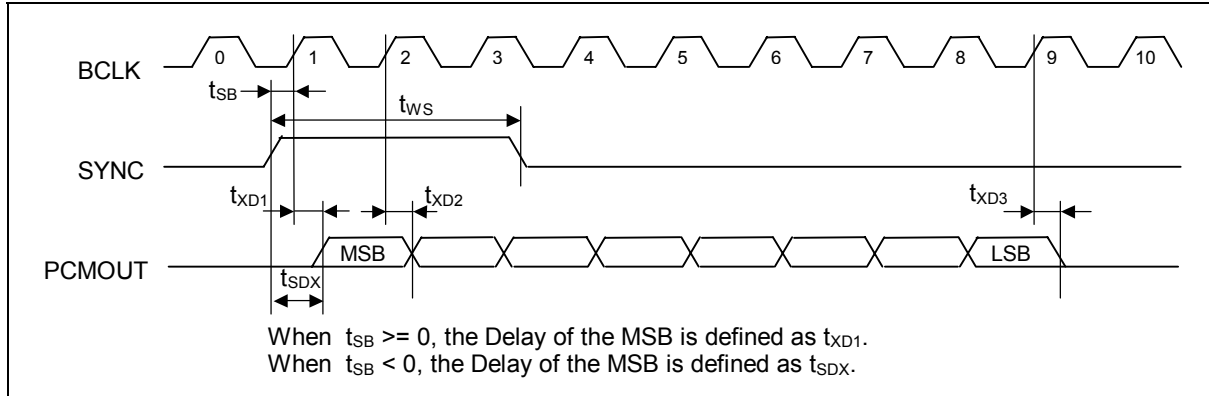 BCLK 0 1 2 3 4 5 6 7 8 9 10
tSB
tWS
SYNC
tXD1 tXD2 tXD3
PCMOUT MSB LSB
tSDX
When tSB >= 0, the Delay of the MSB is defined as tXD1.
When tSB < 0, the Delay of the MSB is defined as tSDX.